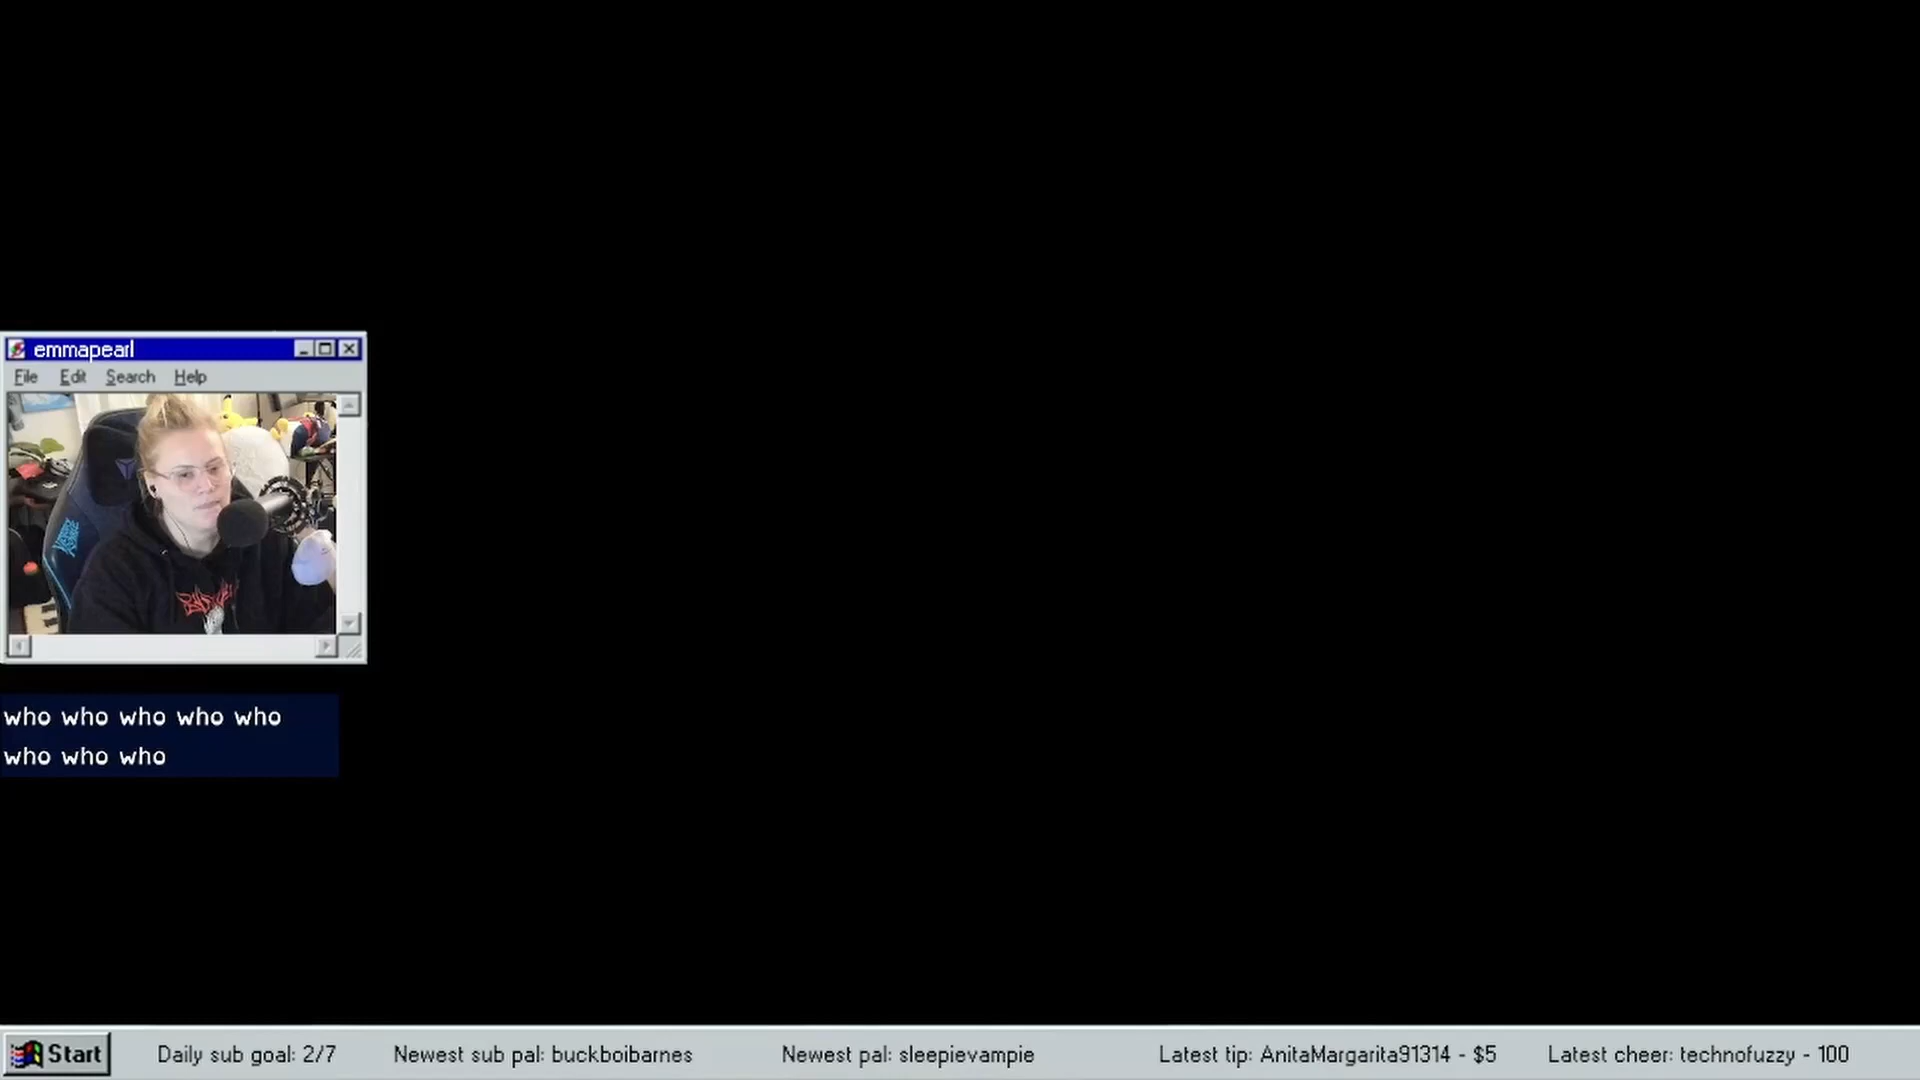 emmapearl
File Edit Search Help
who who who who who
who who who
Start
Daily sub goal: 2/7
Newest sub pal: buckboibarnes
Newest pal: sleepievampie
Latest tip: AnitaMargarita91314 - $5
Latest cheer: technofuzzy - 100